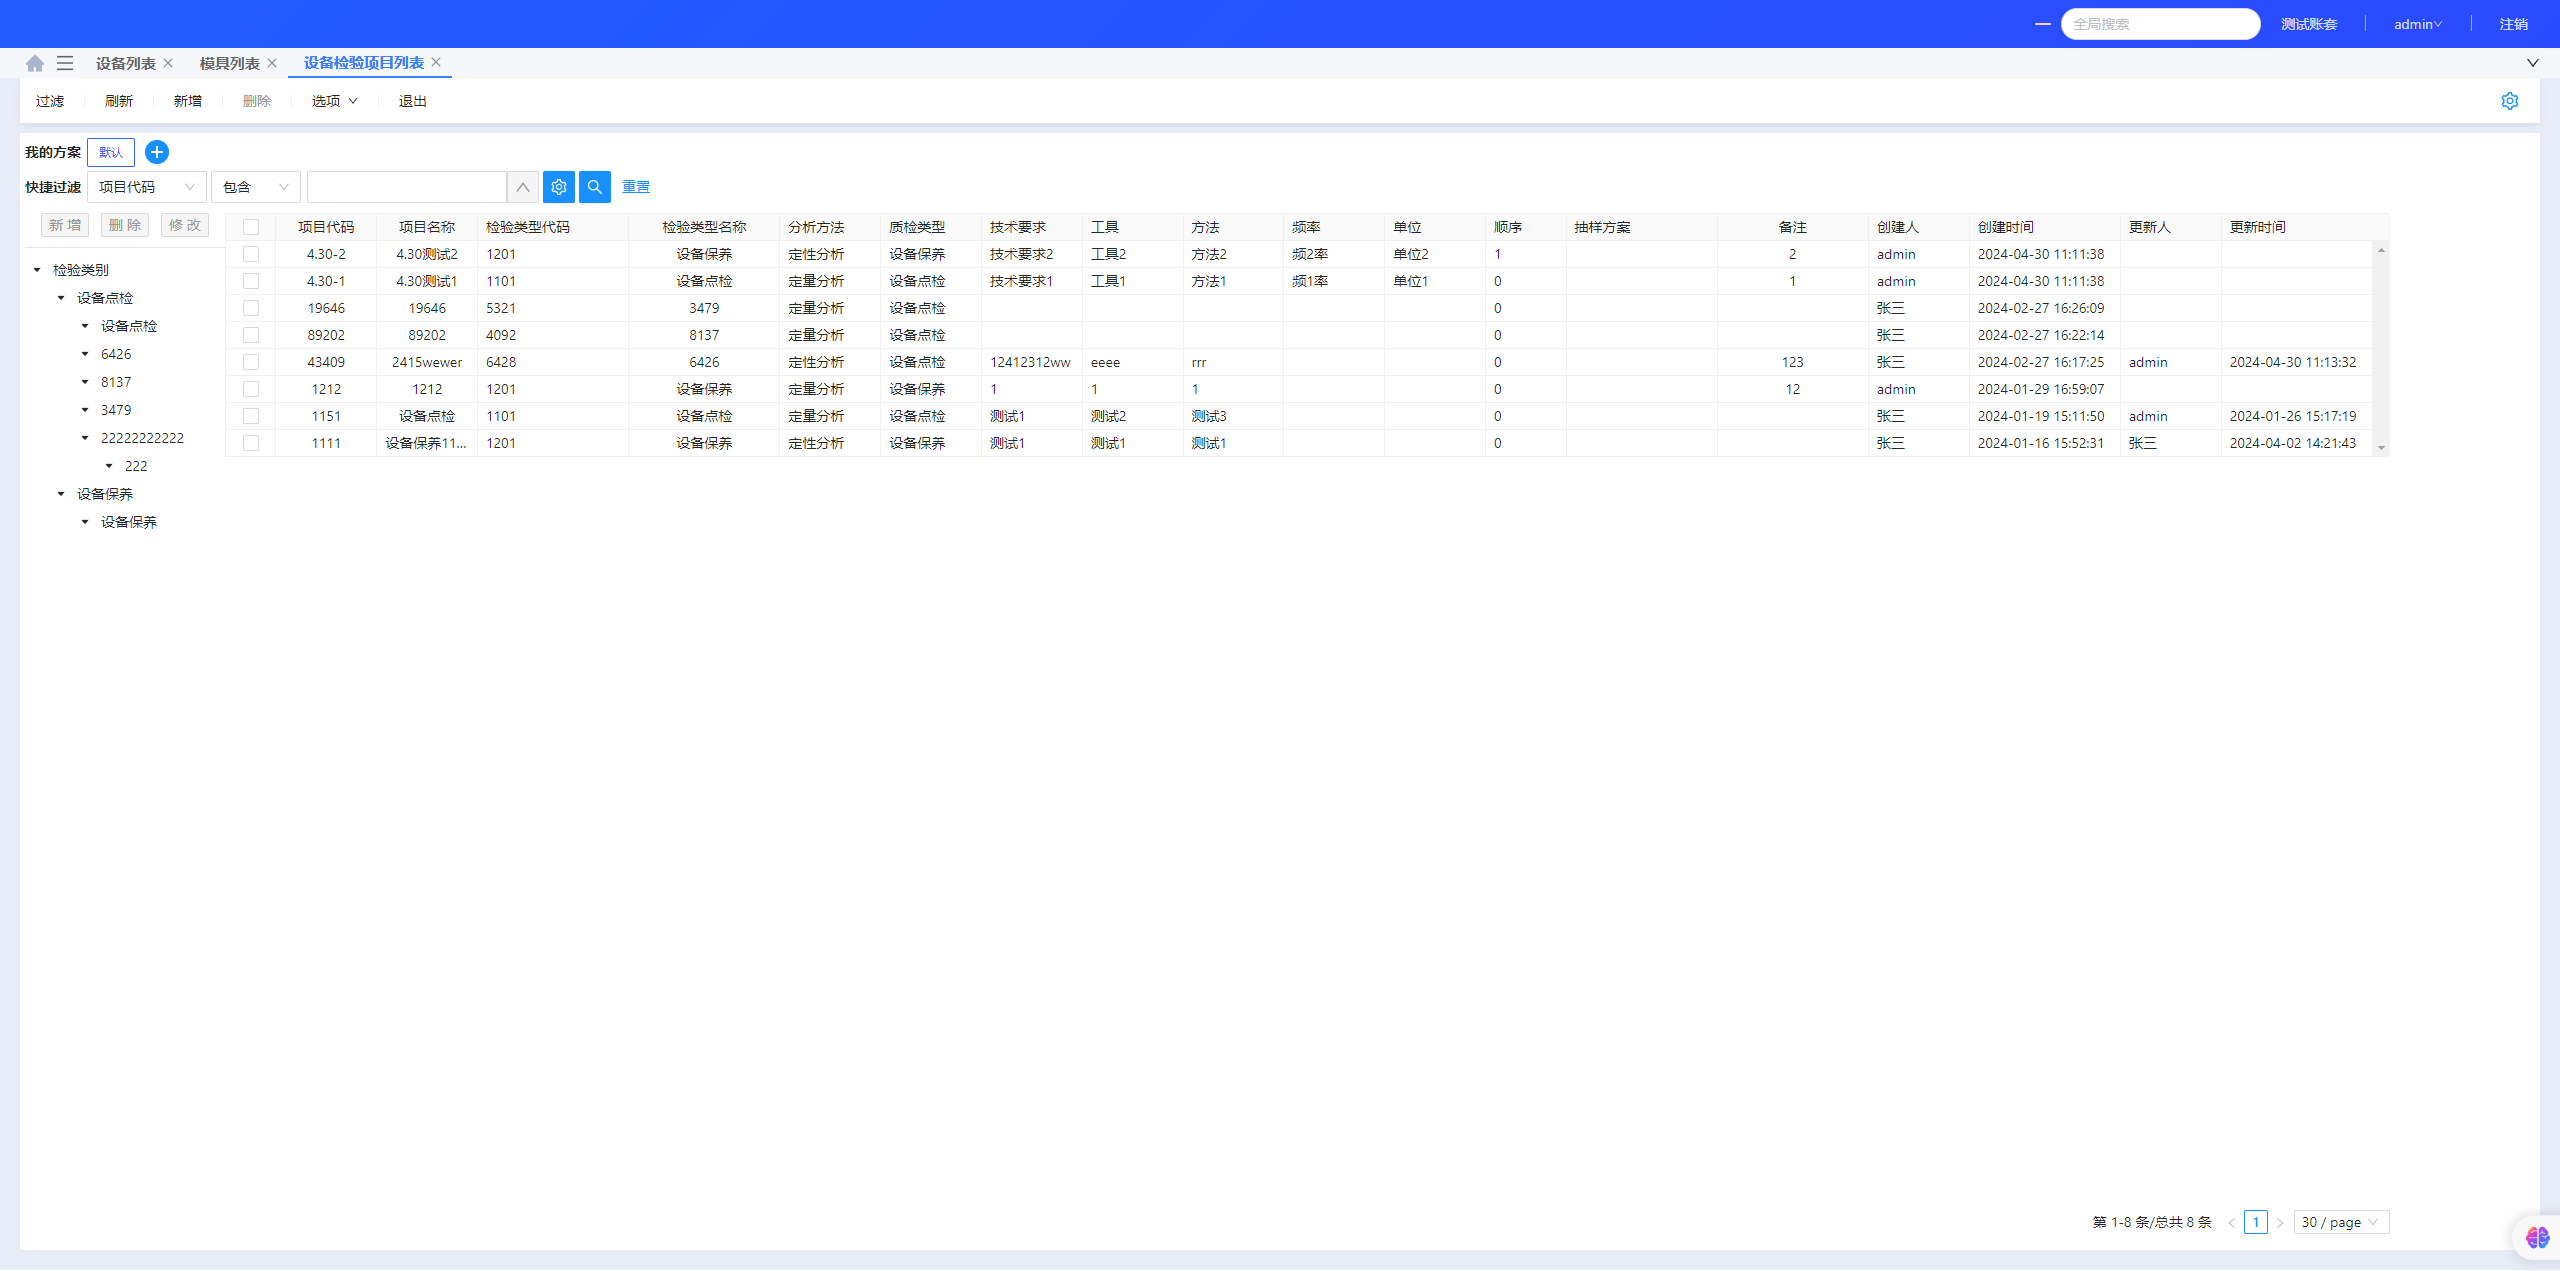 全局搜索 测试账套 admin 注销
设备列表 模具列表 设备检验项目列表
过滤 刷新 新增 删除 选项 退出
我的方案 默认
快捷过滤 项目代码 包含 重置
新 增 删 除 修 改
检验类别
设备点检
设备点检
6426
8137
3479
22222222222
222
设备保养
设备保养
项目代码 项目名称 检验类型代码 检验类型名称 分析方法 质检类型 技术要求 工具 方法 频率 单位 顺序 抽样方案 备注 创建人 创建时间 更新人 更新时间
4.30-2 4.30测试2 1201 设备保养 定性分析 设备保养 技术要求2 工具2 方法2 频2率 单位2 1 2 admin 2024-04-30 11:11:38
4.30-1 4.30测试1 1101 设备点检 定量分析 设备点检 技术要求1 工具1 方法1 频1率 单位1 0 1 admin 2024-04-30 11:11:38
19646 19646 5321 3479 定量分析 设备点检 0 张三 2024-02-27 16:26:09
89202 89202 4092 8137 定量分析 设备点检 0 张三 2024-02-27 16:22:14
43409 2415wewer 6428 6426 定性分析 设备点检 12412312ww eeee rrr 0 123 张三 2024-02-27 16:17:25 admin 2024-04-30 11:13:32
1212 1212 1201 设备保养 定量分析 设备保养 1 1 1 0 12 admin 2024-01-29 16:59:07
1151 设备点检 1101 设备点检 定量分析 设备点检 测试1 测试2 测试3 0 张三 2024-01-19 15:11:50 admin 2024-01-26 15:17:19
1111 设备保养11... 1201 设备保养 定性分析 设备保养 测试1 测试1 测试1 0 张三 2024-01-16 15:52:31 张三 2024-04-02 14:21:43
第 1-8 条/总共 8 条 1 30 / page